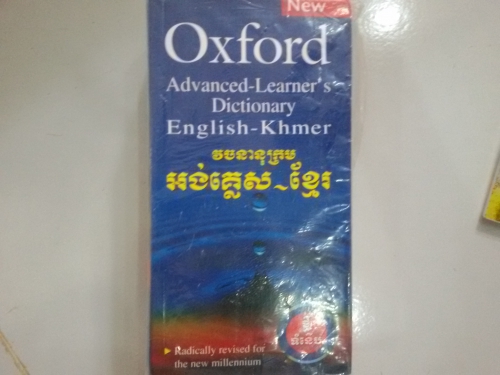 New
Oxford
Advanced-Learner's
Dictionary
English-Khmer
វចនានុក្រម
អង់គ្លេស~ខ្មែរ
Radically revised for
the new millennium